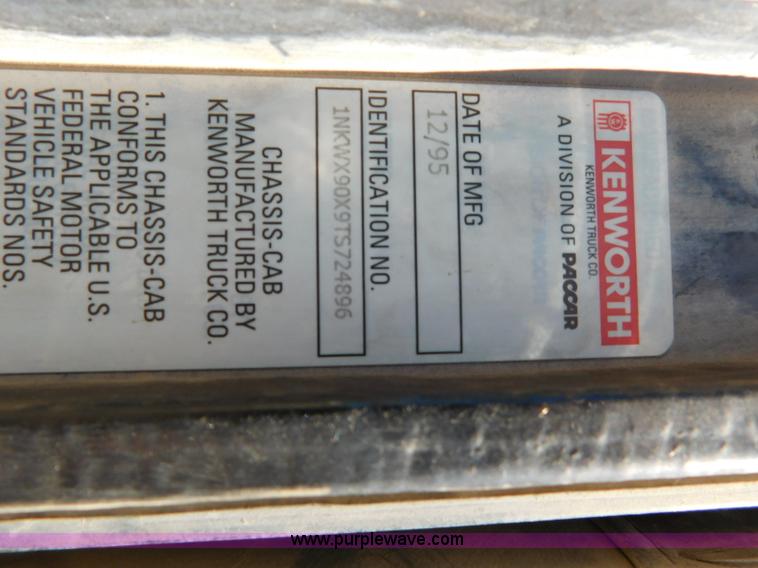 KENWORTH
KENWORTH TRUCK CO.
A DIVISION OF PACCAR
DATE OF MFG
12/95
IDENTIFICATION NO.
1NKWX90X9TS724896
CHASSIS-CAB
MANUFACTURED BY
KENWORTH TRUCK CO.
1. THIS CHASSIS-CAB
CONFORMS TO
THE APPLICABLE U.S.
FEDERAL MOTOR
VEHICLE SAFETY
STANDARDS NOS.
www.purplewave.com